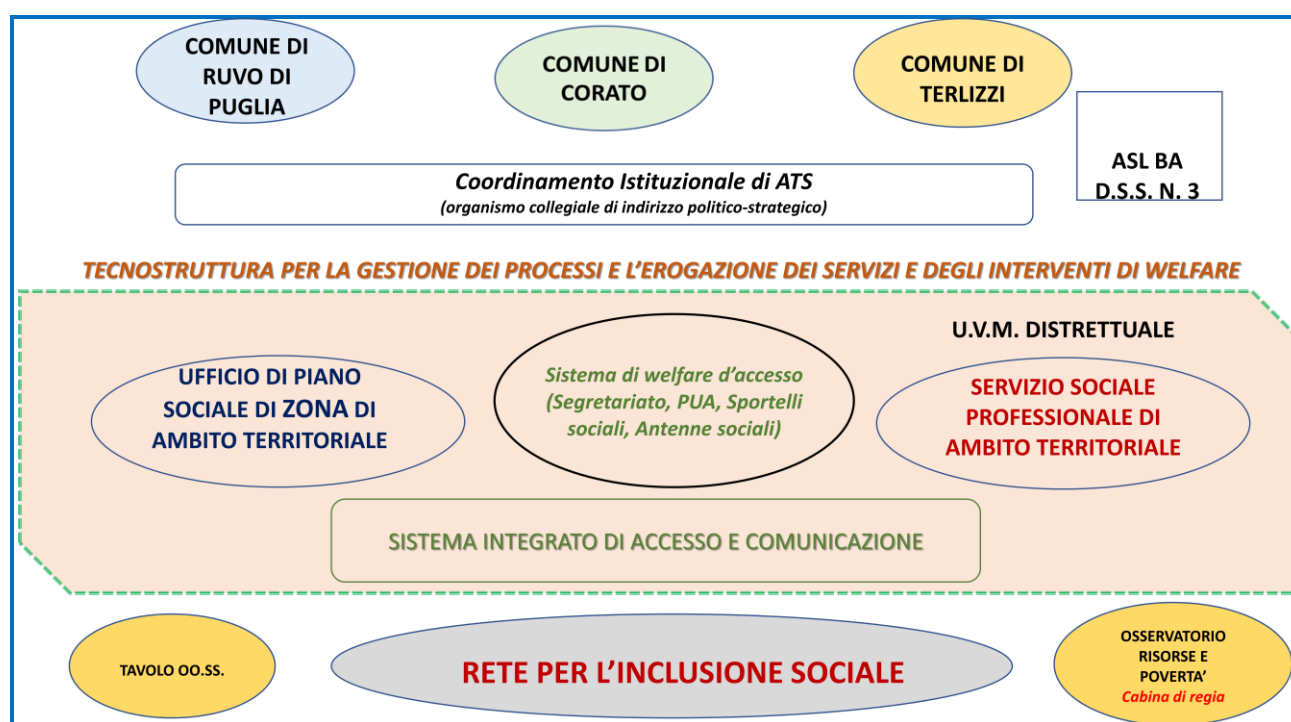 COMUNE DI
RUVO DI
PUGLIA
COMUNE DI
CORATO
COMUNE DI
TERLIZZI
ASL BA
D.S.S. N. 3
Coordinamento Istituzionale di ATS
(organismo collegiale di indirizzo politico-strategico)
TECNOSTRUTTURA PER LA GESTIONE DEI PROCESSI E L’EROGAZIONE DEI SERVIZI E DEGLI INTERVENTI DI WELFARE
UFFICIO DI PIANO
SOCIALE DI ZONA DI
AMBITO TERRITORIALE
Sistema di welfare d’accesso
(Segretariato, PUA, Sportelli
sociali, Antenne sociali)
U.V.M. DISTRETTUALE
SERVIZIO SOCIALE
PROFESSIONALE DI
AMBITO TERRITORIALE
SISTEMA INTEGRATO DI ACCESSO E COMUNICAZIONE
TAVOLO OO.SS.
RETE PER L’INCLUSIONE SOCIALE
OSSERVATORIO
RISORSE E
POVERTA’
Cabina di regia